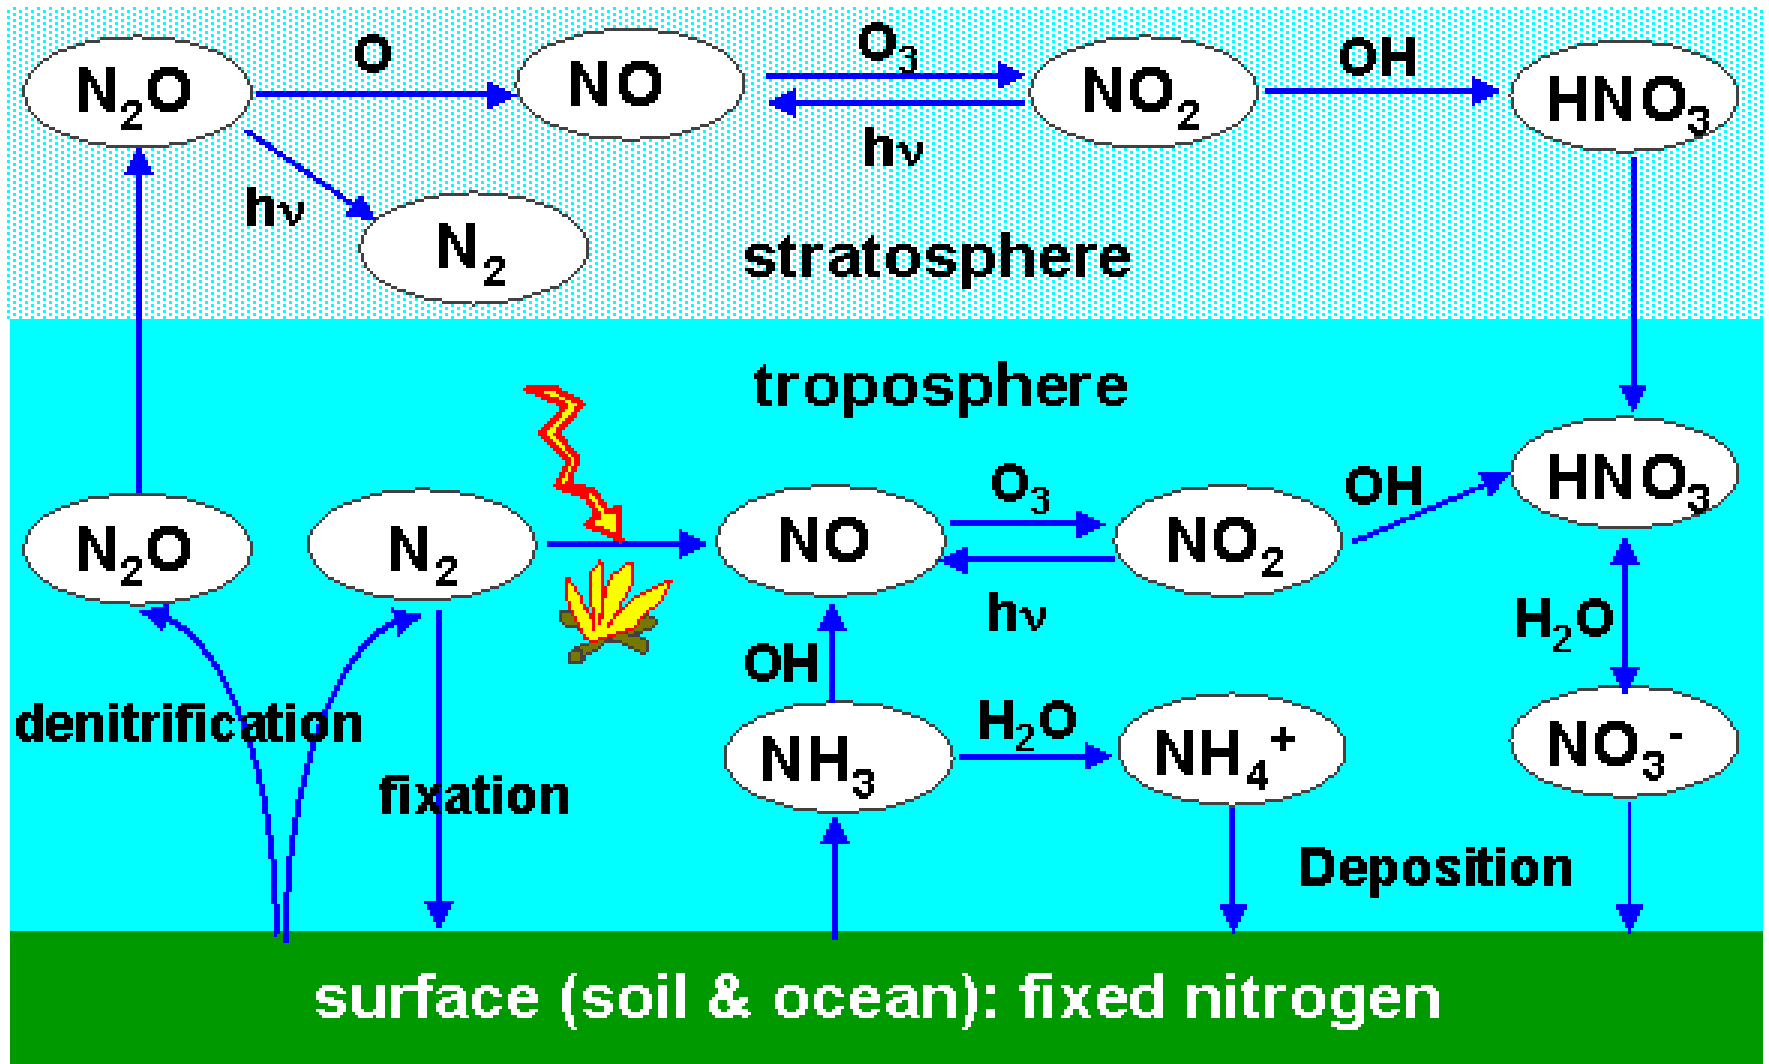 O
O₃
OH
N₂O
NO
NO₂
HNO₃
hν
hν
N₂
stratosphere
troposphere
O₃
OH
HNO₃
N₂O
N₂
NO
NO₂
hν
H₂O
OH
denitrification
H₂O
NH₃
NH₄⁺
NO₃⁻
fixation
Deposition
surface (soil & ocean): fixed nitrogen